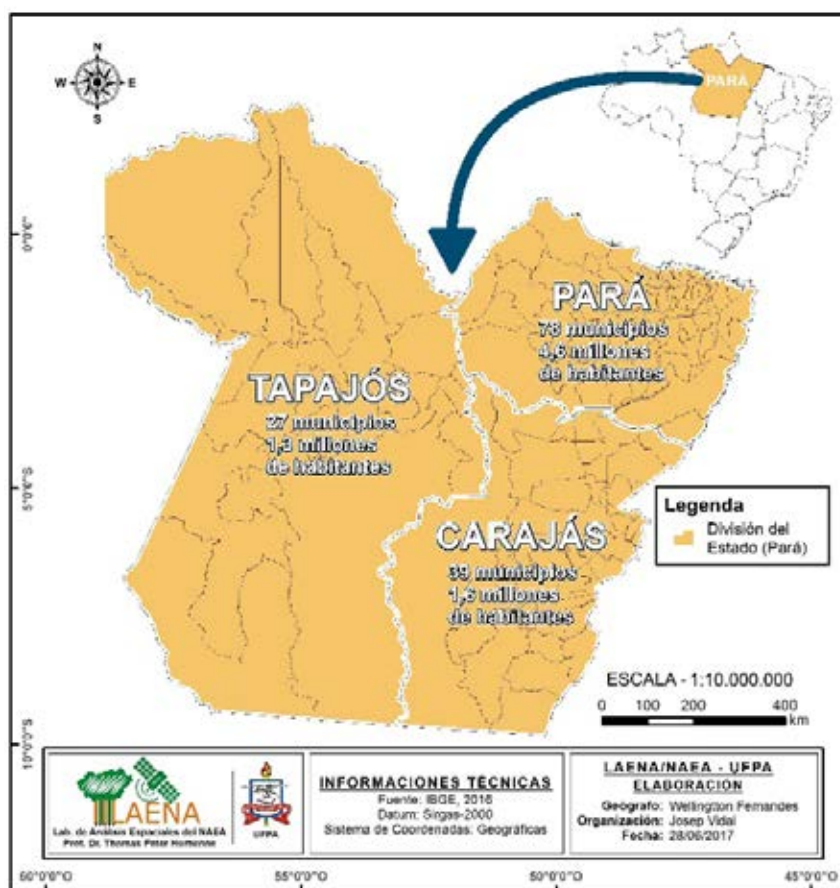 N
W
E
S
PARÁ
PARÁ
78 municipios
4,6 millones
de habitantes
TAPAJÓS
27 municipios
1,3 millones
de habitantes
CARAJÁS
39 municipios
1,6 millones
de habitantes
Legenda
División del
Estado (Pará)
ESCALA - 1:10.000.000
0 100 200 400
km
0°0'0"
5°0'0"S
10°0'0"S
LAENA
Lab. de Análisis Espaciales del NAEA
Prof. Dr. Thomas Peter Hurtienne
UFPA
INFORMACIONES TÉCNICAS
Fuente: IBGE, 2016
Datum: Sirgas-2000
Sistema de Coordenadas: Geográficas
LAENA/NAEA - UFPA
ELABORACIÓN
Geógrafo: Wellington Fernandes
Organización: Josep Vidal
Fecha: 28/06/2017
60°0'0"O
55°0'0"O
50°0'0"O
45°0'0"O